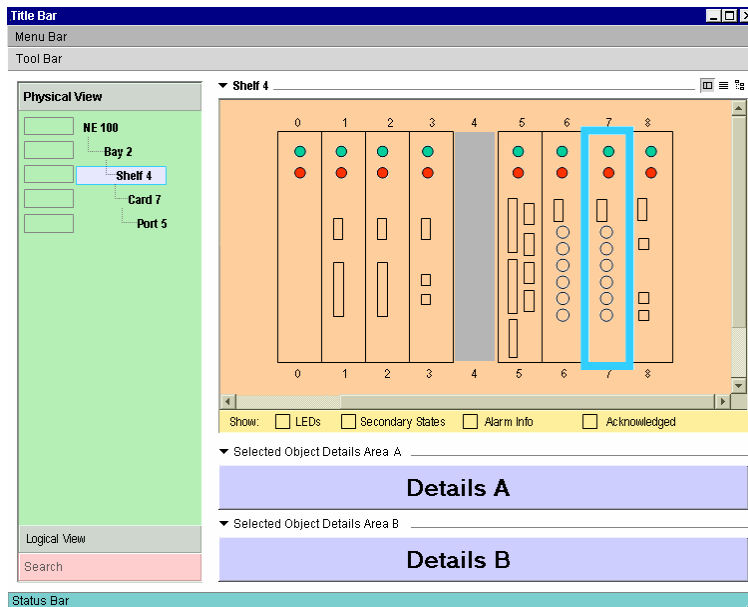 Title Bar
Menu Bar
Tool Bar
Physical View
NE 100
Bay 2
Shelf 4
Card 7
Port 5
Logical View
Search
Shelf 4
0 1 2 3 4 5 6 7 8
0 1 2 3 4 5 6 7 8
Show: LEDs Secondary States Alarm Info Acknowledged
Selected Object Details Area A
Details A
Selected Object Details Area B
Details B
Status Bar